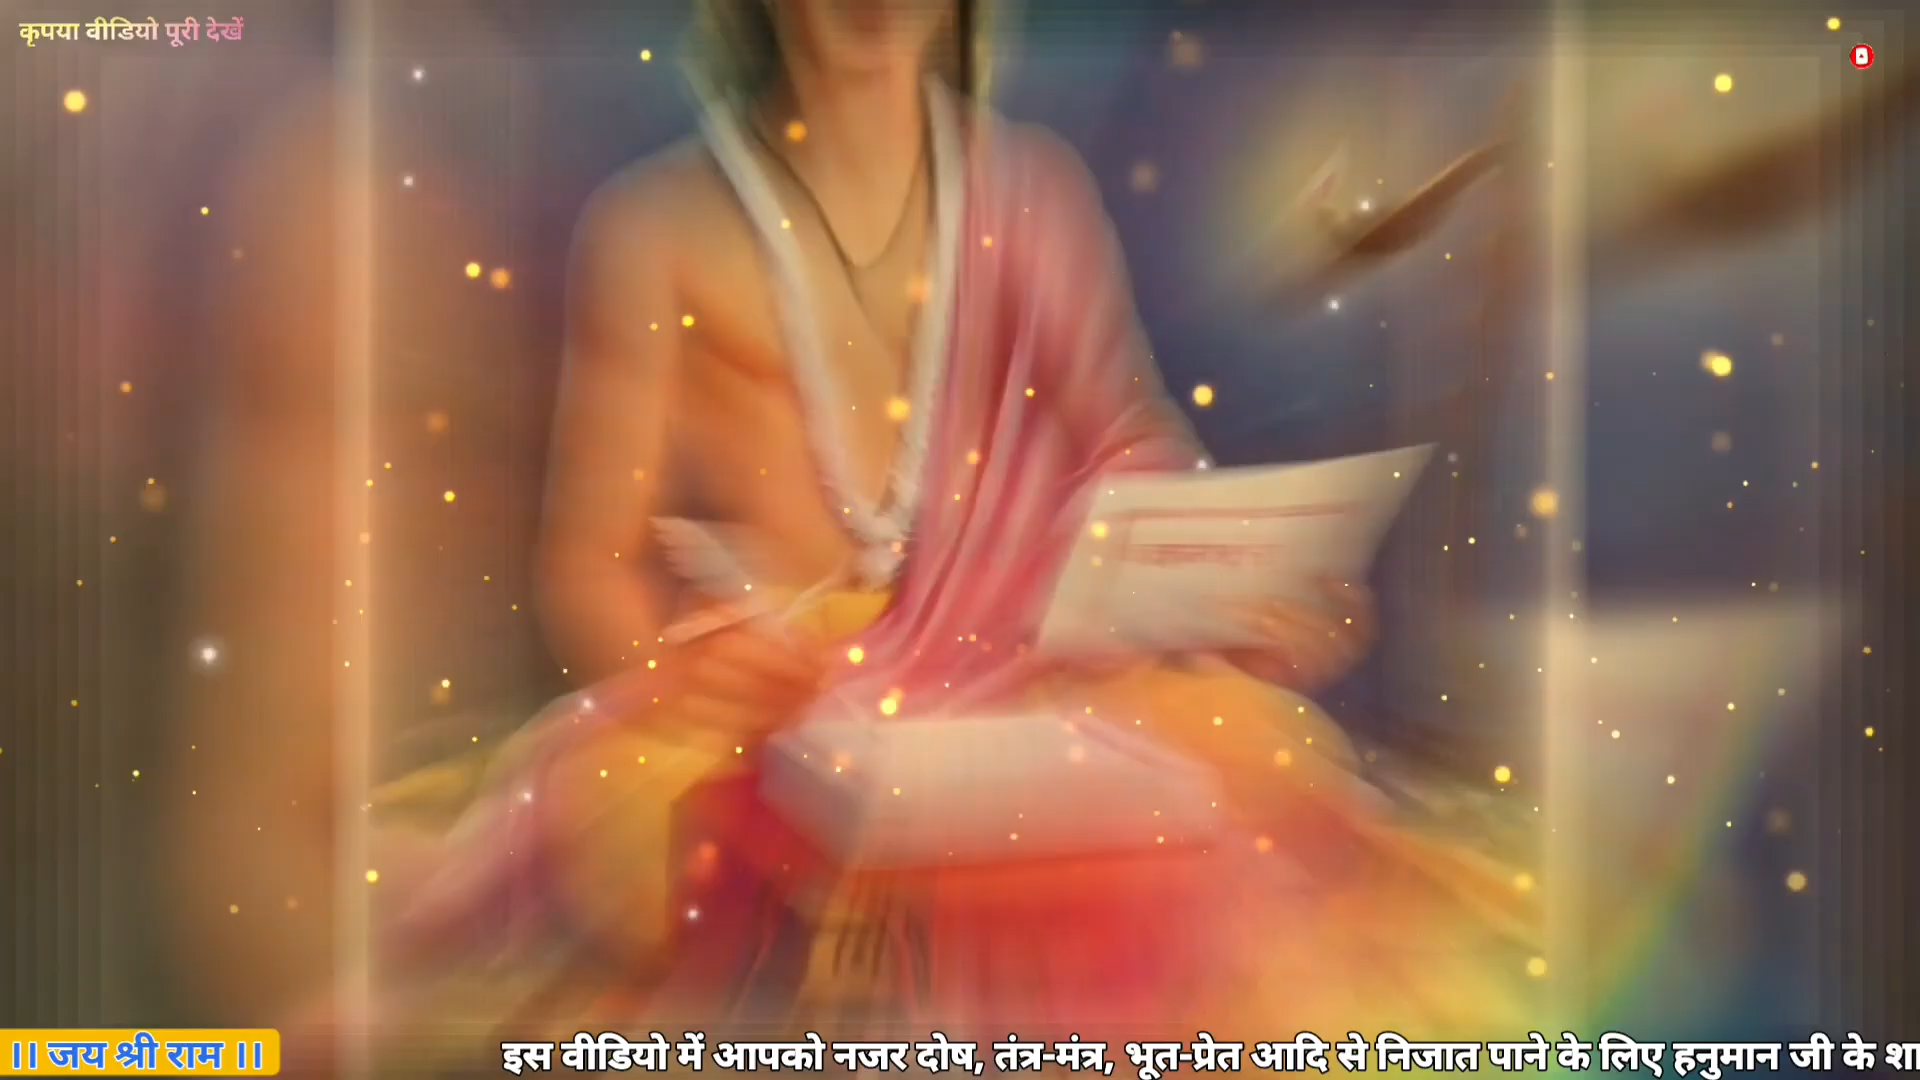 कृपया वीडियो पूरी देखें
।। जय श्री राम ।।
इस वीडियो में आपको नजर दोष, तंत्र-मंत्र, भूत-प्रेत आदि से निजात पाने के लिए हनुमान जी के